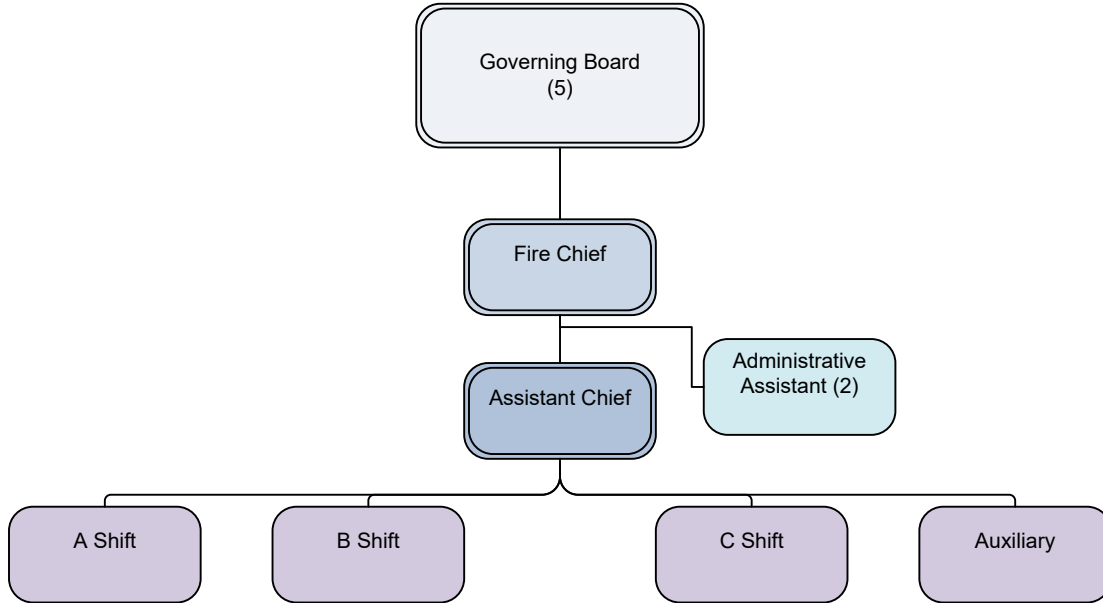 Governing Board
(5)
Fire Chief
Administrative
Assistant (2)
Assistant Chief
A Shift
B Shift
C Shift
Auxiliary